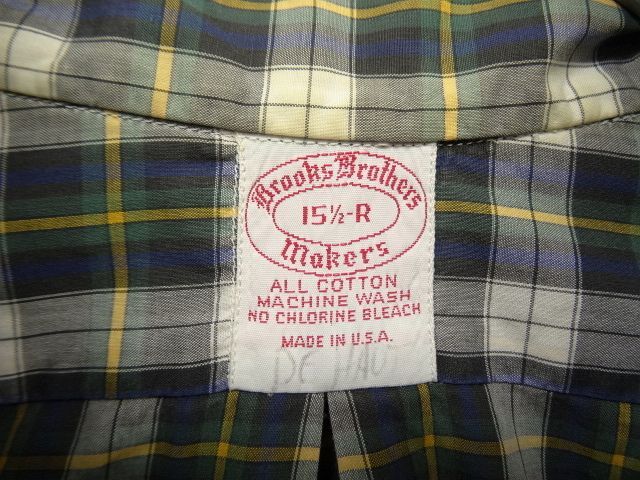 Brooks Brothers
15½-R
Makers
ALL COTTON
MACHINE WASH
NO CHLORINE BLEACH
MADE IN U.S.A.